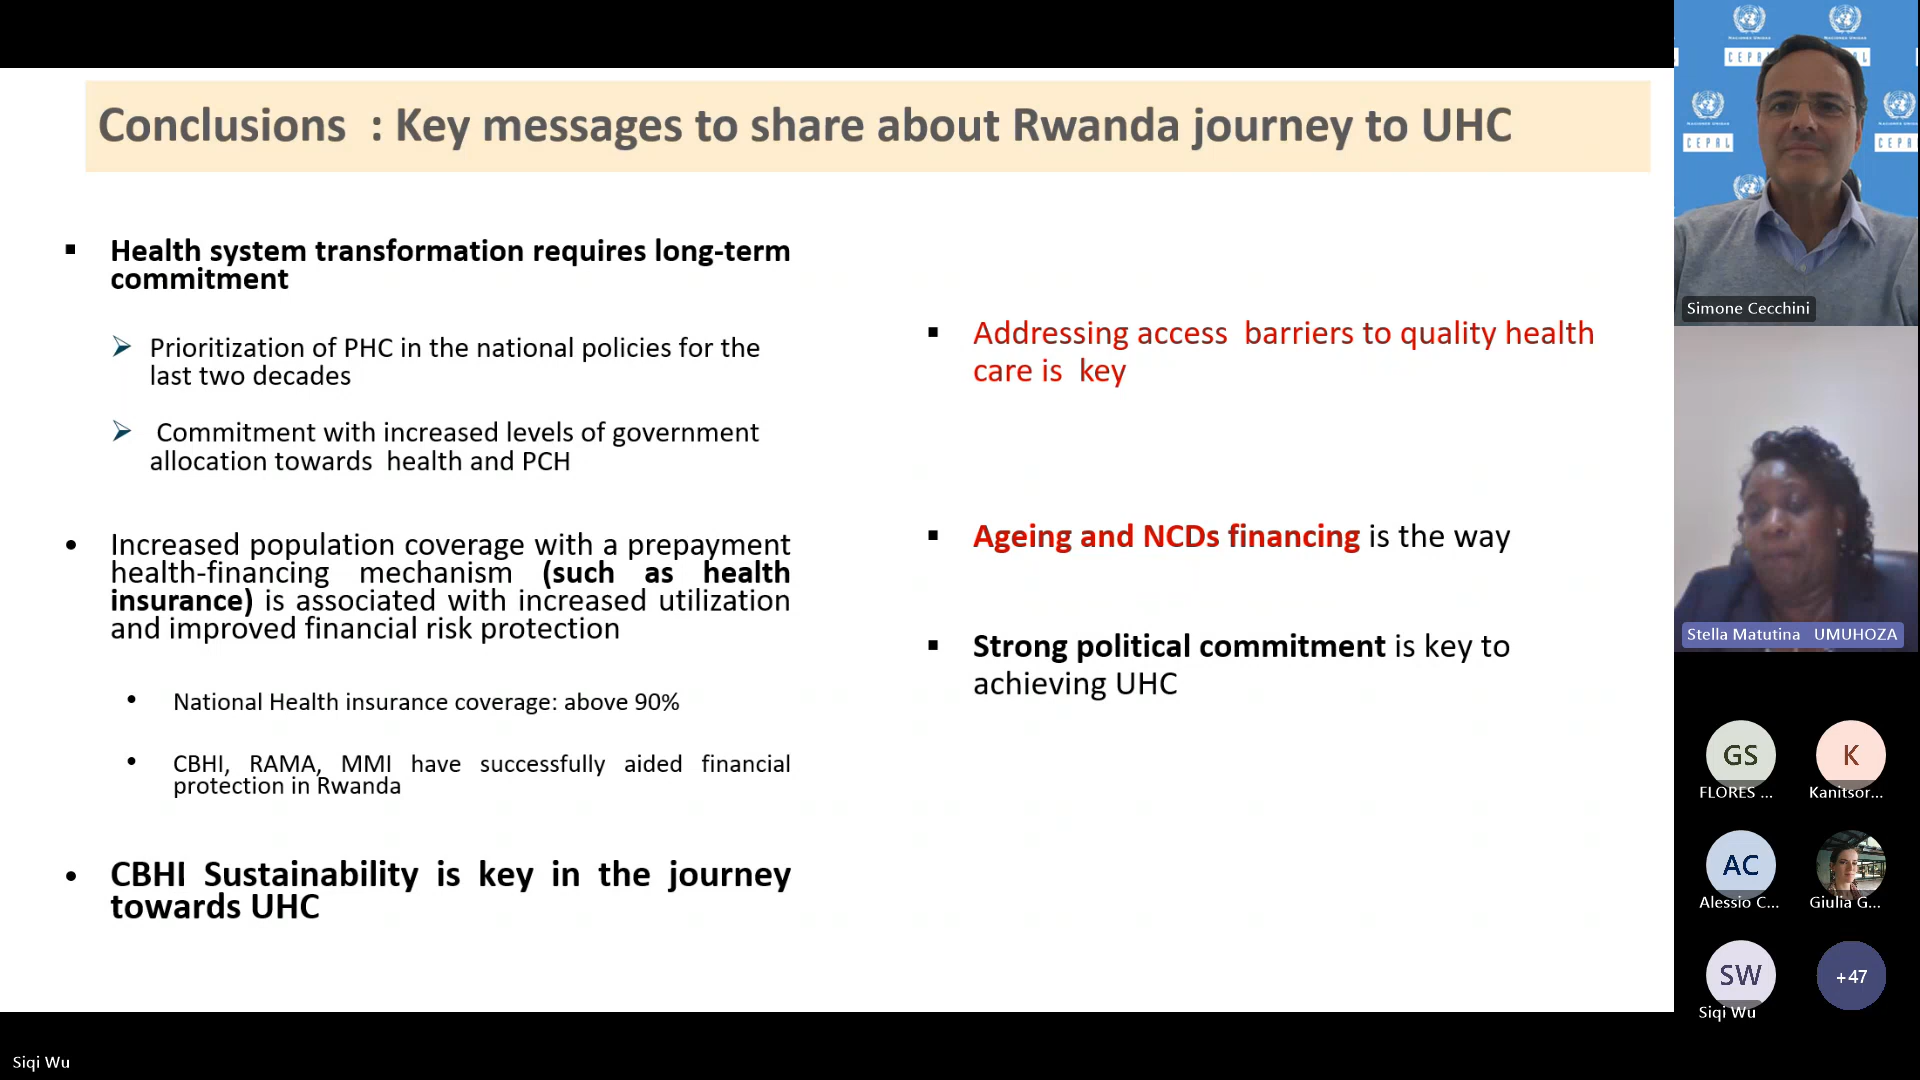 Conclusions : Key messages to share about Rwanda journey to UHC
Health system transformation requires long-term
commitment
Prioritization of PHC in the national policies for the
last two decades
Commitment with increased levels of government
allocation towards health and PCH
Increased population coverage with a prepayment
health-financing mechanism (such as health
insurance) is associated with increased utilization
and improved financial risk protection
National Health insurance coverage: above 90%
CBHI, RAMA, MMI have successfully aided financial
protection in Rwanda
CBHI Sustainability is key in the journey
towards UHC
Addressing access barriers to quality health
care is key
Ageing and NCDs financing is the way
Strong political commitment is key to
achieving UHC
CEPAL
Simone Cecchini
Stella Matutina UMUHOZA
GS
FLORES ...
K
Kanitsor...
AC
Alessio C...
Giulia G...
SW
Siqi Wu
+47
Siqi Wu